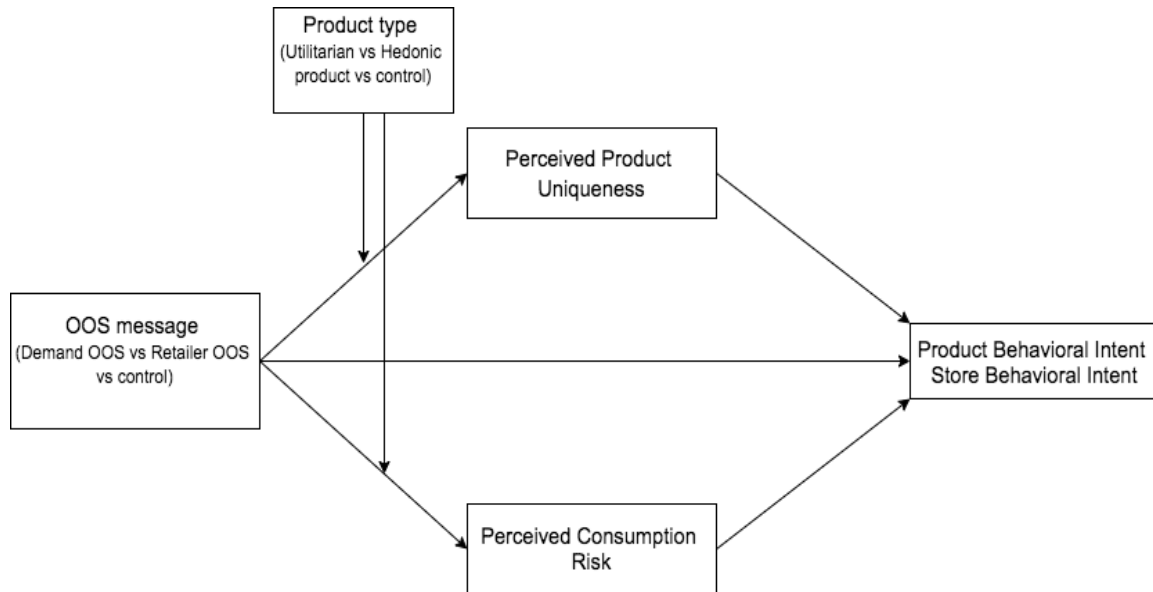 Product type
(Utilitarian vs Hedonic
product vs control)
Perceived Product
Uniqueness
OOS message
(Demand OOS vs Retailer OOS
vs control)
Product Behavioral Intent
Store Behavioral Intent
Perceived Consumption
Risk